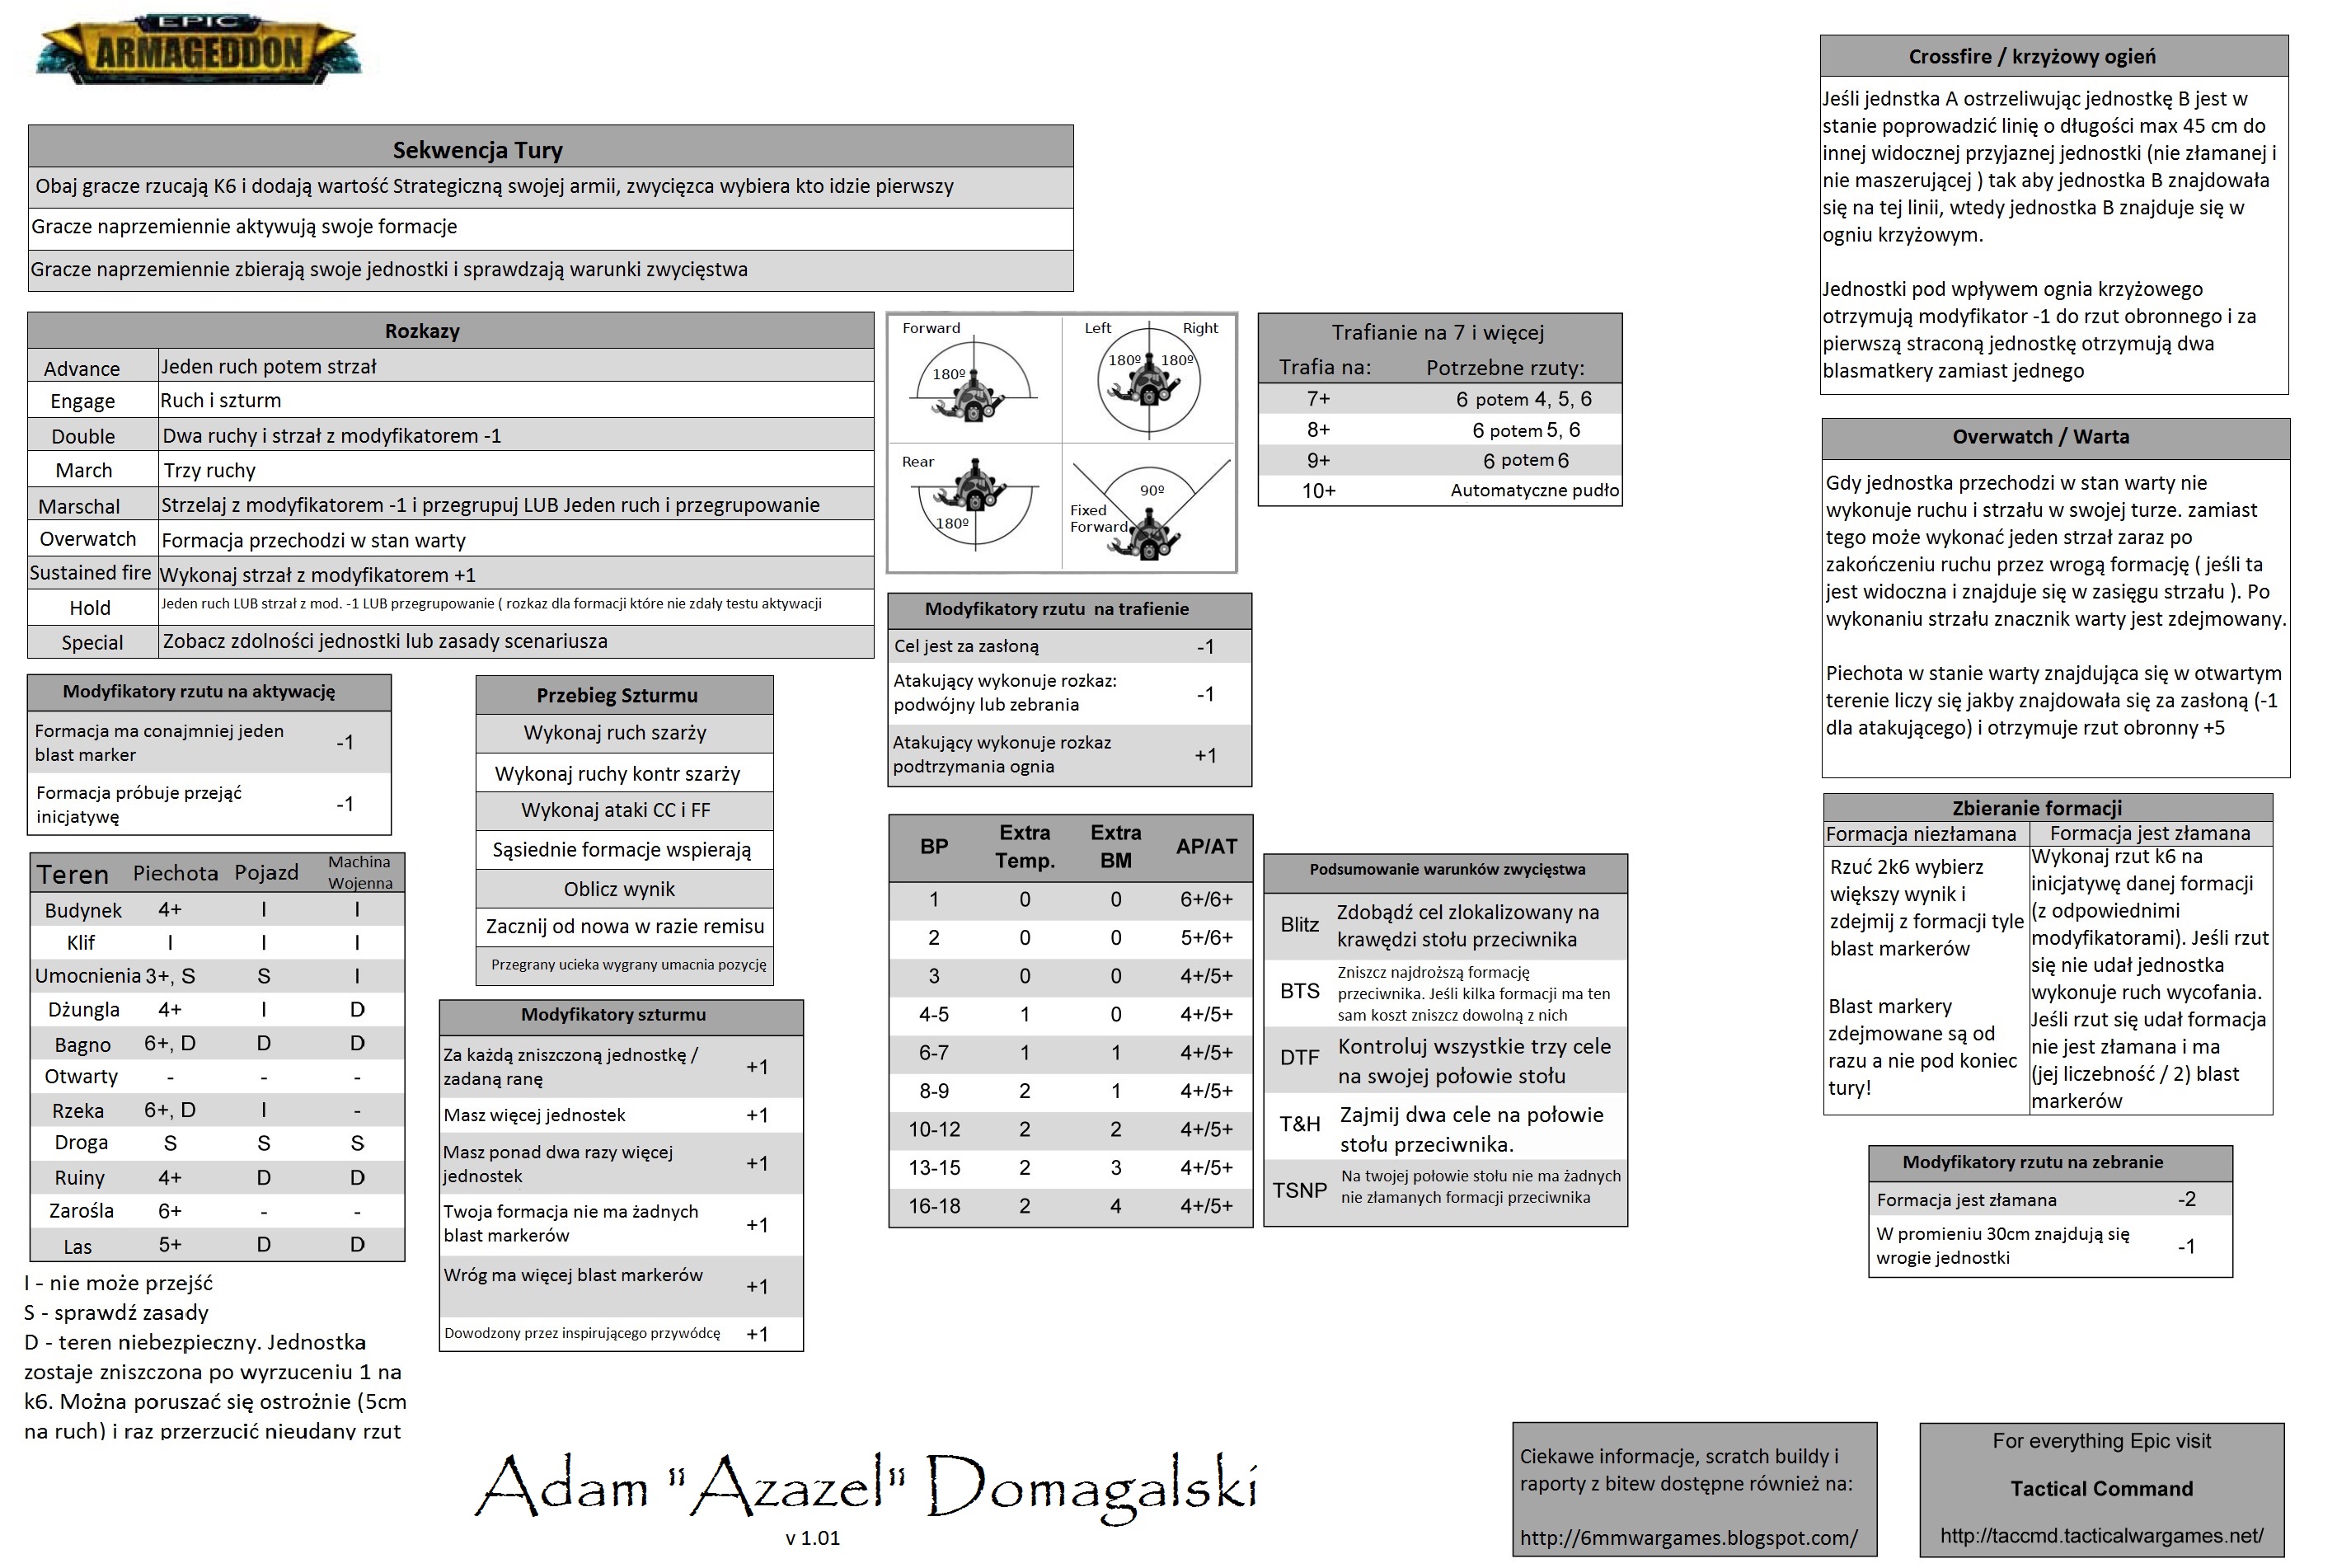 EPIC
ARMAGEDDON
Sekwencja Tury
Obaj gracze rzucają K6 i dodają wartość Strategiczną swojej armii, zwycięzca wybiera kto idzie pierwszy
Gracze naprzemiennie aktywują swoje formacje
Gracze naprzemiennie zbierają swoje jednostki i sprawdzają warunki zwycięstwa
Rozkazy
Advance Jeden ruch potem strzał
Engage Ruch i szturm
Double Dwa ruchy i strzał z modyfikatorem -1
March Trzy ruchy
Marschal Strzelaj z modyfikatorem -1 i przegrupuj LUB Jeden ruch i przegrupowanie
Overwatch Formacja przechodzi w stan warty
Sustained fire Wykonaj strzał z modyfikatorem +1
Hold Jeden ruch LUB strzał z mod. -1 LUB przegrupowanie ( rozkaz dla formacji które nie zdały testu aktywacji
Special Zobacz zdolności jednostki lub zasady scenariusza
Modyfikatory rzutu na aktywację
Formacja ma conajmniej jeden
blast marker -1
Formacja próbuje przejąć
inicjatywę -1
Teren Piechota Pojazd Machina
Wojenna
Budynek 4+ I I
Klif I I I
Umocnienia 3+, S S I
Dżungla 4+ I D
Bagno 6+, D D D
Otwarty - - -
Rzeka 6+, D I -
Droga S S S
Ruiny 4+ D D
Zarośla 6+ - -
Las 5+ D D
I - nie może przejść
S - sprawdź zasady
D - teren niebezpieczny. Jednostka
zostaje zniszczona po wyrzuceniu 1 na
k6. Można poruszać się ostrożnie (5cm
na ruch) i raz przerzucić nieudany rzut
Przebieg Szturmu
Wykonaj ruch szarży
Wykonaj ruchy kontr szarży
Wykonaj ataki CC i FF
Sąsiednie formacje wspierają
Oblicz wynik
Zacznij od nowa w razie remisu
Przegrany ucieka wygrany umacnia pozycję
Modyfikatory szturmu
Za każdą zniszczoną jednostkę /
zadaną ranę +1
Masz więcej jednostek +1
Masz ponad dwa razy więcej
jednostek +1
Twoja formacja nie ma żadnych
blast markerów +1
Wróg ma więcej blast markerów +1
Dowodzony przez inspirującego przywódcę +1
Forward
180º
Left Right
180º 180º
Rear
180º
90º
Fixed
Forward
Modyfikatory rzutu na trafienie
Cel jest za zasłoną -1
Atakujący wykonuje rozkaz:
podwójny lub zebrania -1
Atakujący wykonuje rozkaz
podtrzymania ognia +1
BP Extra Temp. Extra BM AP/AT
1 0 0 6+/6+
2 0 0 5+/6+
3 0 0 4+/5+
4-5 1 0 4+/5+
6-7 1 1 4+/5+
8-9 2 1 4+/5+
10-12 2 2 4+/5+
13-15 2 3 4+/5+
16-18 2 4 4+/5+
Trafianie na 7 i więcej
Trafia na: Potrzebne rzuty:
7+ 6 potem 4, 5, 6
8+ 6 potem 5, 6
9+ 6 potem 6
10+ Automatyczne pudło
Podsumowanie warunków zwycięstwa
Blitz Zdobądź cel zlokalizowany na
krawędzi stołu przeciwnika
BTS Zniszcz najdroższą formację
przeciwnika. Jeśli kilka formacji ma ten
sam koszt zniszcz dowolną z nich
DTF Kontroluj wszystkie trzy cele
na swojej połowie stołu
T&H Zajmij dwa cele na połowie
stołu przeciwnika.
TSNP Na twojej połowie stołu nie ma żadnych
nie złamanych formacji przeciwnika
Crossfire / krzyżowy ogień
Jeśli jednstka A ostrzeliwując jednostkę B jest w
stanie poprowadzić linię o długości max 45 cm do
innej widocznej przyjaznej jednostki (nie złamanej i
nie maszerującej ) tak aby jednostka B znajdowała
się na tej linii, wtedy jednostka B znajduje się w
ogniu krzyżowym.
Jednostki pod wpływem ognia krzyżowego
otrzymują modyfikator -1 do rzut obronnego i za
pierwszą straconą jednostkę otrzymują dwa
blasmatkery zamiast jednego
Overwatch / Warta
Gdy jednostka przechodzi w stan warty nie
wykonuje ruchu i strzału w swojej turze. zamiast
tego może wykonać jeden strzał zaraz po
zakończeniu ruchu przez wrogą formację ( jeśli ta
jest widoczna i znajduje się w zasięgu strzału ). Po
wykonaniu strzału znacznik warty jest zdejmowany.
Piechota w stanie warty znajdująca się w otwartym
terenie liczy się jakby znajdowała się za zasłoną (-1
dla atakującego) i otrzymuje rzut obronny +5
Zbieranie formacji
Formacja niezłamana
Rzuć 2k6 wybierz
większy wynik i
zdejmij z formacji tyle
blast markerów
Blast markery
zdejmowane są od
razu a nie pod koniec
tury!
Formacja jest złamana
Wykonaj rzut k6 na
inicjatywę danej formacji
(z odpowiednimi
modyfikatorami). Jeśli rzut
się nie udał jednostka
wykonuje ruch wycofania.
Jeśli rzut się udał formacja
nie jest złamana i ma
(jej liczebność / 2) blast
markerów
Modyfikatory rzutu na zebranie
Formacja jest złamana -2
W promieniu 30cm znajdują się
wrogie jednostki -1
Adam "Azazel" Domagalski
v 1.01
Ciekawe informacje, scratch buildy i
raporty z bitew dostępne również na:
http://6mmwargames.blogspot.com/
For everything Epic visit
Tactical Command
http://taccmd.tacticalwargames.net/